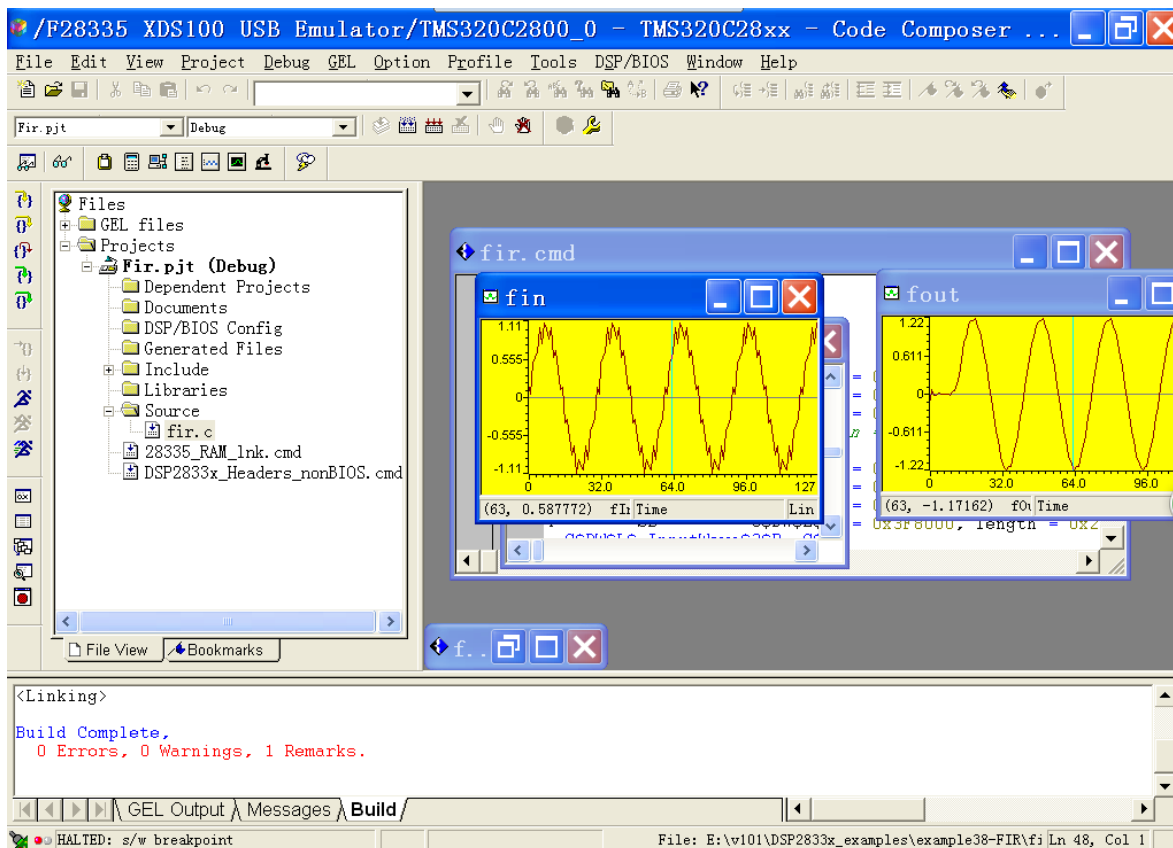 /F28335 XDS100 USB Emulator/TMS320C2800_0 - TMS320C28xx - Code Composer ...
File Edit View Project Debug GEL Option Profile Tools DSP/BIOS Window Help
Fir.pjt Debug
Files
GEL files
Projects
Fir.pjt (Debug)
Dependent Projects
Documents
DSP/BIOS Config
Generated Files
Include
Libraries
Source
fir.c
28335_RAM_lnk.cmd
DSP2833x_Headers_nonBIOS.cmd
File View Bookmarks
fir.cmd
fin
1.11
0.555
0
-0.555
-1.11
0 32.0 64.0 96.0 127
(63, 0.587772) Time Lin
fout
1.22
0.611
0
-0.611
-1.22
0 32.0 64.0 96.0
(63, -1.17162) Time
= 0x3F8000, length = 0x2
f..
<Linking>
Build Complete,
0 Errors, 0 Warnings, 1 Remarks.
GEL Output Messages Build
HALTED: s/w breakpoint
File: E:\v101\DSP2833x_examples\example38-FIR\fi Ln 48, Col 1